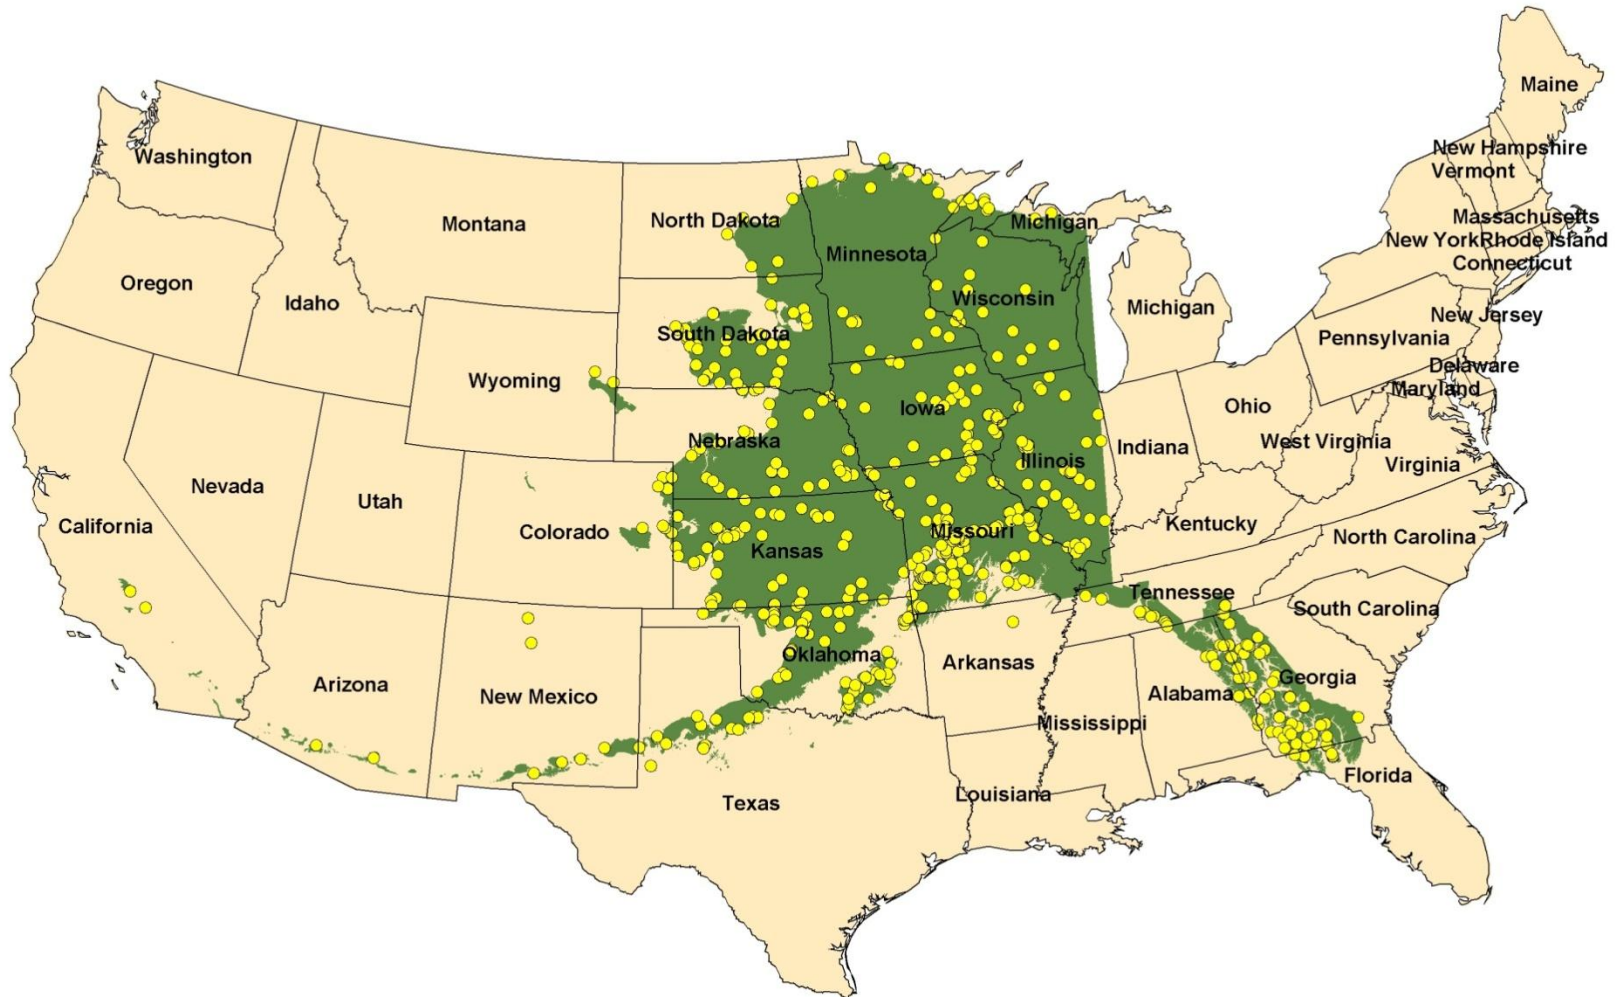 Maine
New Hampshire
Washington
Vermont
Massachusetts
North Dakota
Michigan
Montana
New York
Rhode Island
Minnesota
Connecticut
Oregon
Idaho
Wisconsin
Michigan
New Jersey
South Dakota
Pennsylvania
Delaware
Wyoming
Maryland
Iowa
Ohio
Nebraska
West Virginia
Indiana
Illinois
Virginia
Nevada
Utah
California
Colorado
Missouri
Kentucky
North Carolina
Kansas
Tennessee
South Carolina
Oklahoma
Arkansas
Georgia
Arizona
New Mexico
Alabama
Mississippi
Florida
Louisiana
Texas